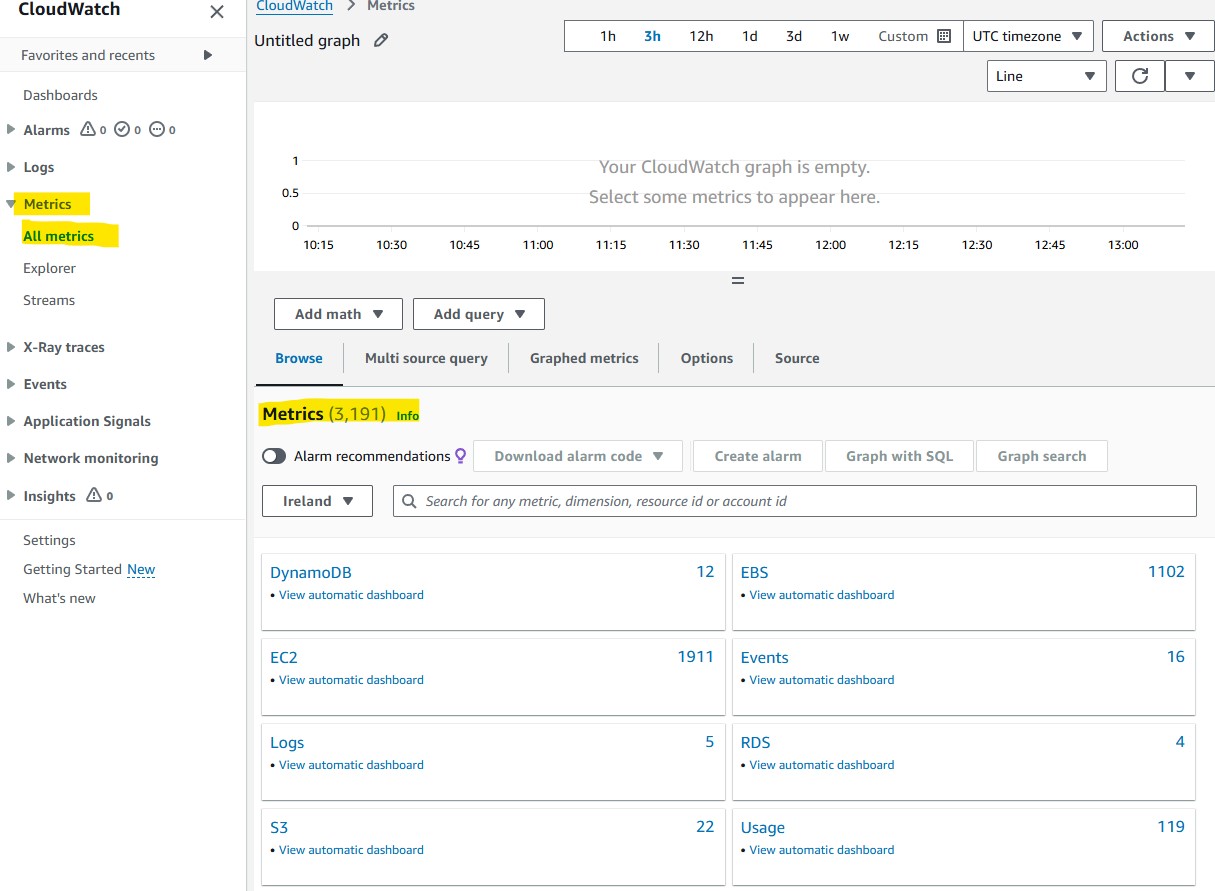 CloudWatch
Favorites and recents
Dashboards
Alarms 0 0 0
Logs
Metrics
All metrics
Explorer
Streams
X-Ray traces
Events
Application Signals
Network monitoring
Insights 0
Settings
Getting Started New
What's new
CloudWatch > Metrics
Untitled graph
1h 3h 12h 1d 3d 1w Custom UTC timezone Actions
Line
Your CloudWatch graph is empty.
Select some metrics to appear here.
1
0.5
0
10:15 10:30 10:45 11:00 11:15 11:30 11:45 12:00 12:15 12:30 12:45 13:00
Add math Add query
Browse Multi source query Graphed metrics Options Source
Metrics (3,191) Info
Alarm recommendations Download alarm code Create alarm Graph with SQL Graph search
Ireland Search for any metric, dimension, resource id or account id
DynamoDB 12
• View automatic dashboard
EBS 1102
• View automatic dashboard
EC2 1911
• View automatic dashboard
Events 16
• View automatic dashboard
Logs 5
• View automatic dashboard
RDS 4
• View automatic dashboard
S3 22
• View automatic dashboard
Usage 119
• View automatic dashboard